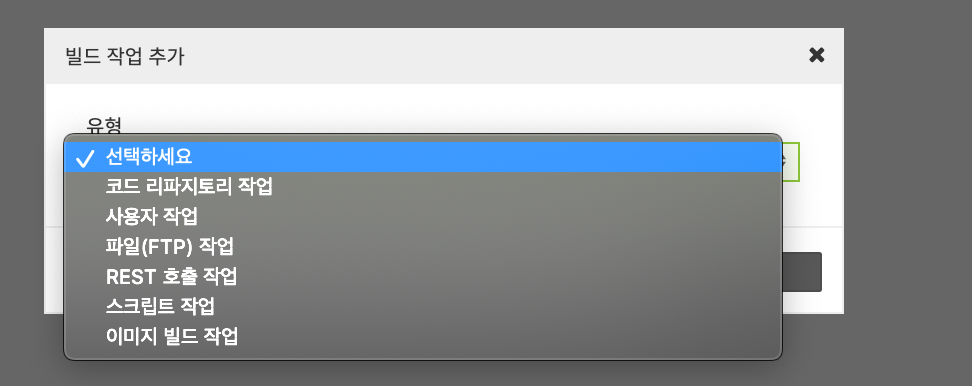 빌드 작업 추가
유형
선택하세요
코드 리파지토리 작업
사용자 작업
파일(FTP) 작업
REST 호출 작업
스크립트 작업
이미지 빌드 작업